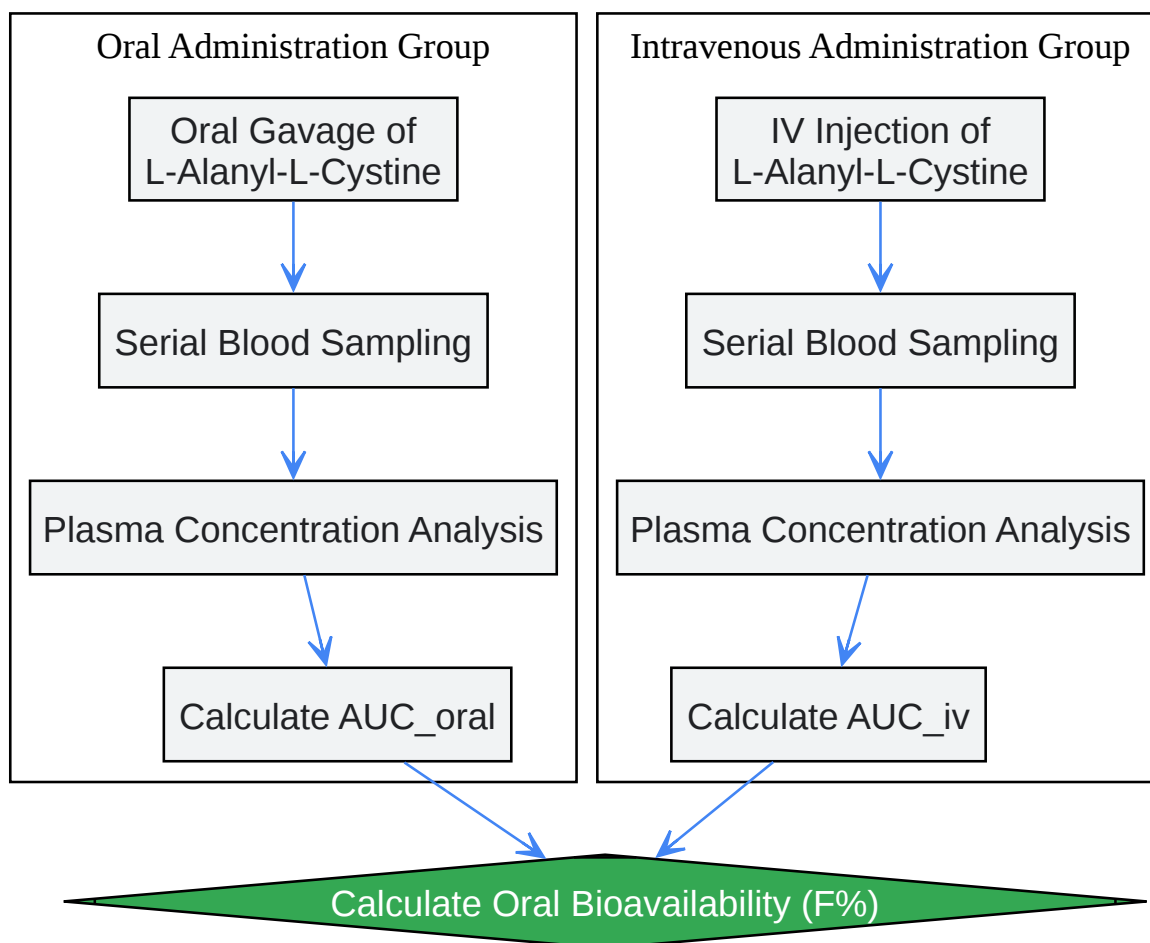 Oral Administration Group
Oral Gavage of
L-Alanyl-L-Cystine
Serial Blood Sampling
Plasma Concentration Analysis
Calculate AUC_oral
Intravenous Administration Group
IV Injection of
L-Alanyl-L-Cystine
Serial Blood Sampling
Plasma Concentration Analysis
Calculate AUC_iv
Calculate Oral Bioavailability (F%)